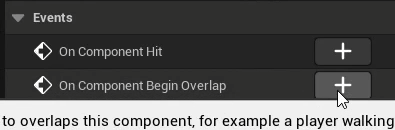 Events
On Component Hit
On Component Begin Overlap
to overlaps this component, for example a player walking